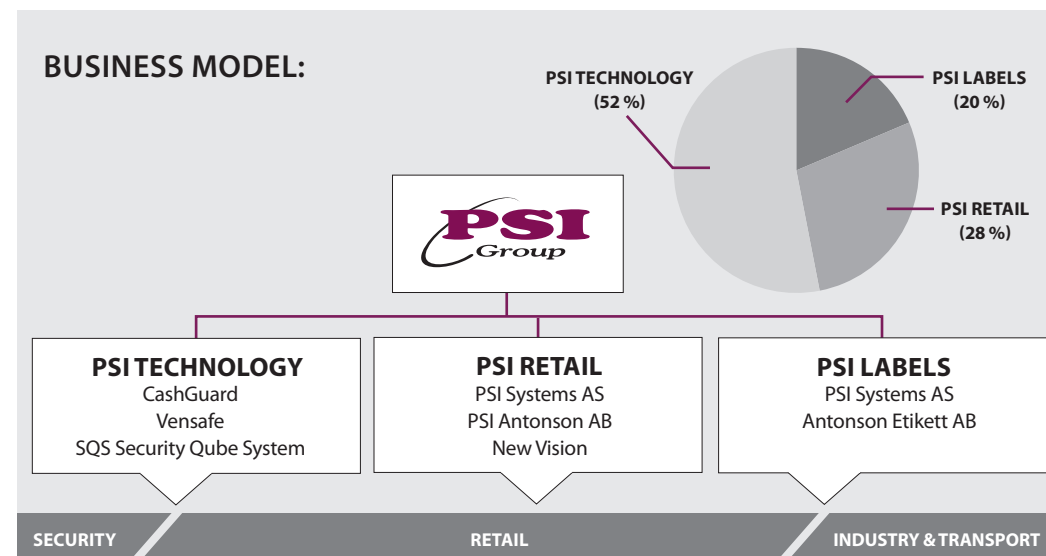 BUSINESS MODEL:
PSI TECHNOLOGY
(52 %)
PSI LABELS
(20 %)
PSI RETAIL
(28 %)
PSI
Group
PSI TECHNOLOGY
CashGuard
Vensafe
SQS Security Qube System
PSI RETAIL
PSI Systems AS
PSI Antonson AB
New Vision
PSI LABELS
PSI Systems AS
Antonson Etikett AB
SECURITY
RETAIL
INDUSTRY & TRANSPORT